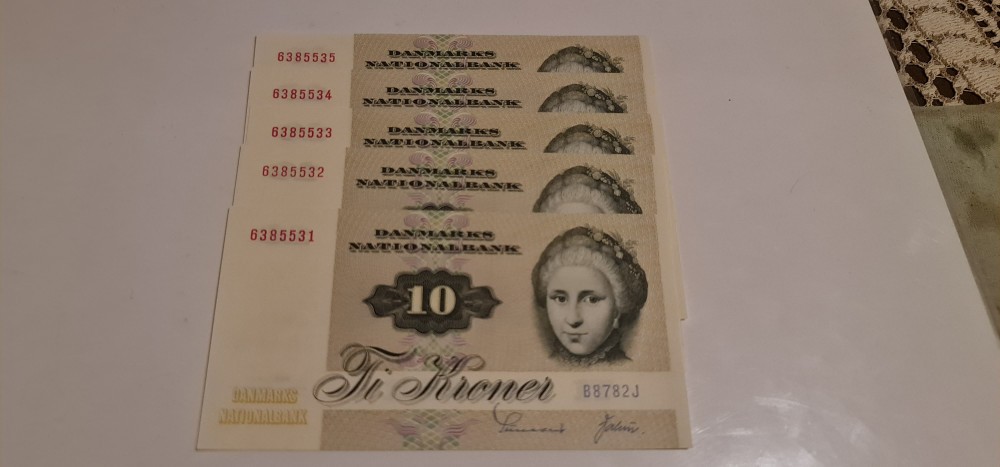 6385535
DANMARKS
NATIONALBANK
6385534
DANMARKS
NATIONALBANK
6385533
DANMARKS
NATIONALBANK
6385532
DANMARKS
NATIONALBANK
6385531
DANMARKS
NATIONALBANK
10
Ti Kroner
B8782J
DANMARKS
NATIONALBANK